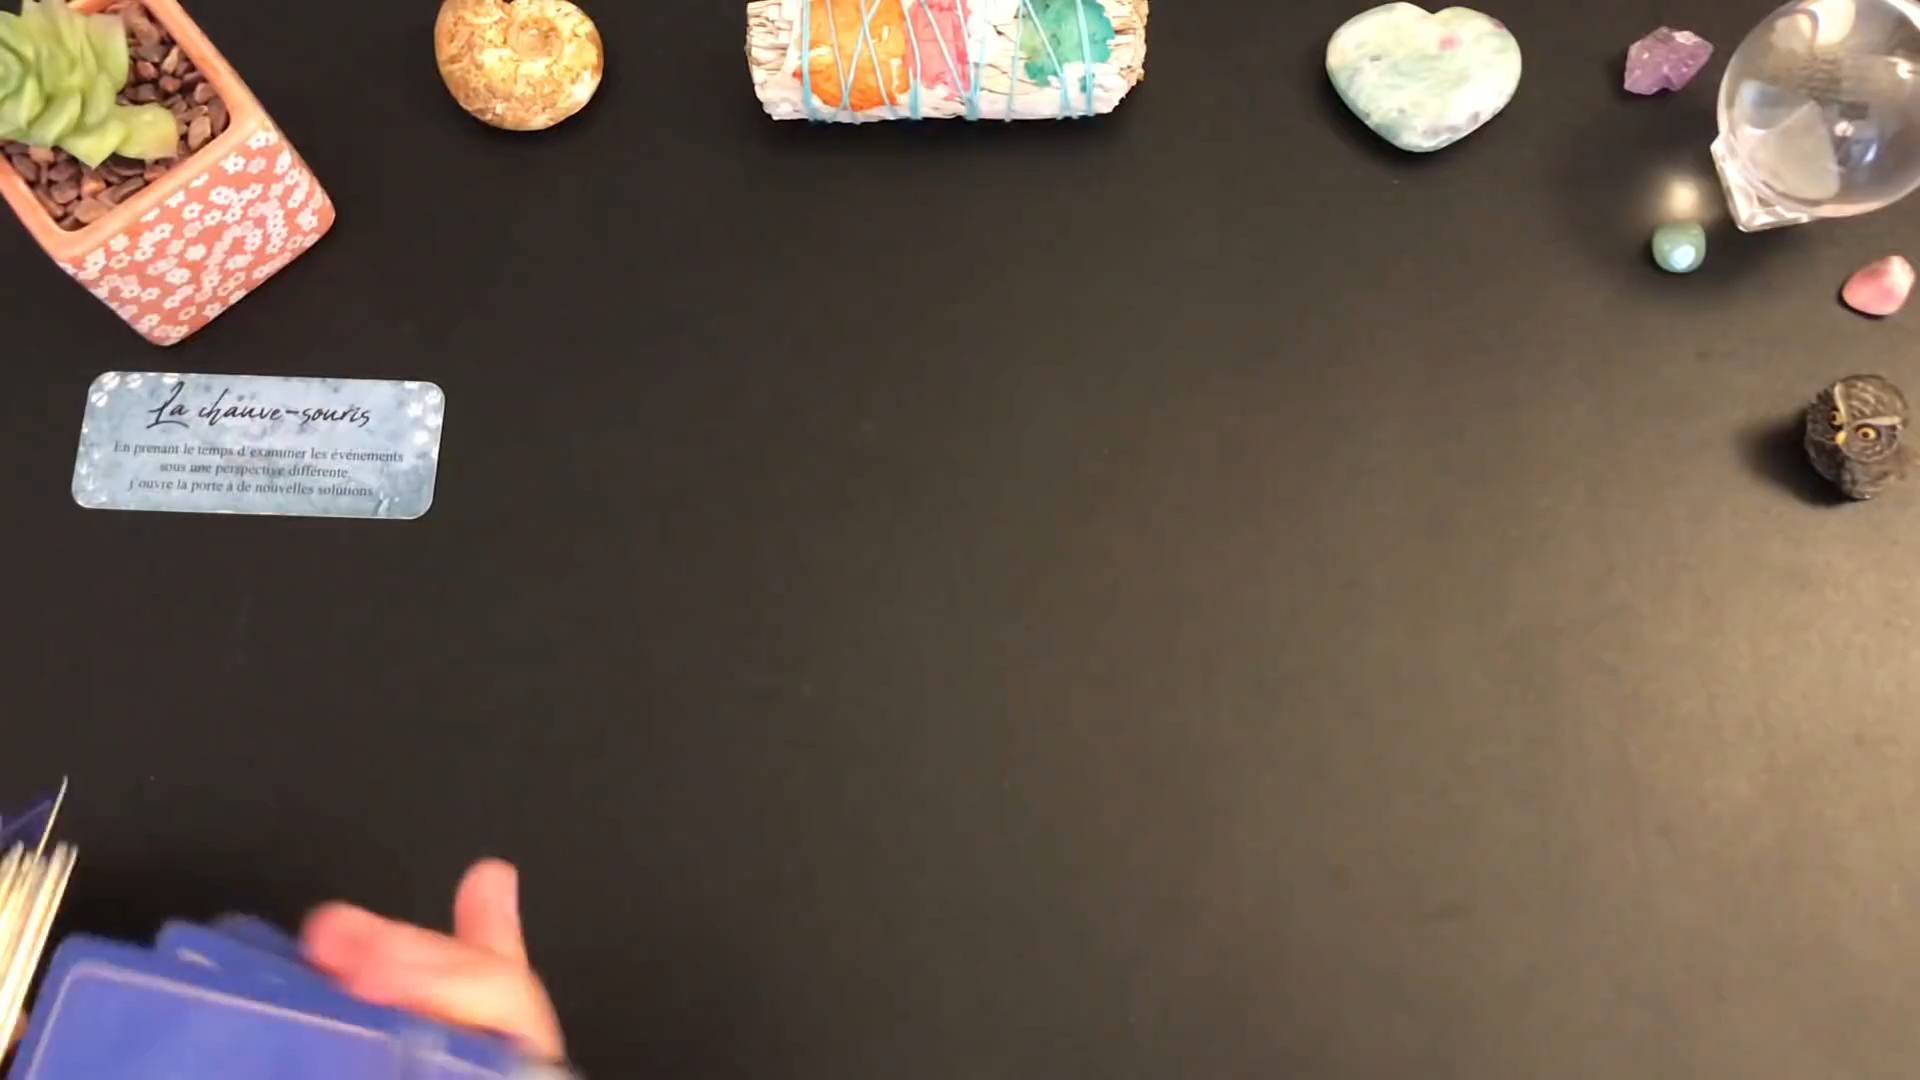 La chauve-souris
En prenant le temps d'examiner les événements
sous une perspective différente,
j'ouvre la porte à de nouvelles solutions